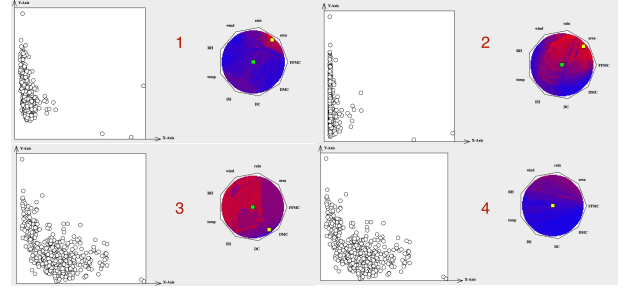 Y-Axis
X-Axis
1
rain
wind
area
RH
FFMC
temp
DMC
ISI
DC
Y-Axis
X-Axis
2
rain
wind
area
RH
FFMC
temp
DMC
ISI
DC
Y-Axis
X-Axis
3
rain
wind
area
RH
FFMC
temp
DMC
ISI
DC
Y-Axis
X-Axis
4
rain
wind
area
RH
FFMC
temp
DMC
ISI
DC